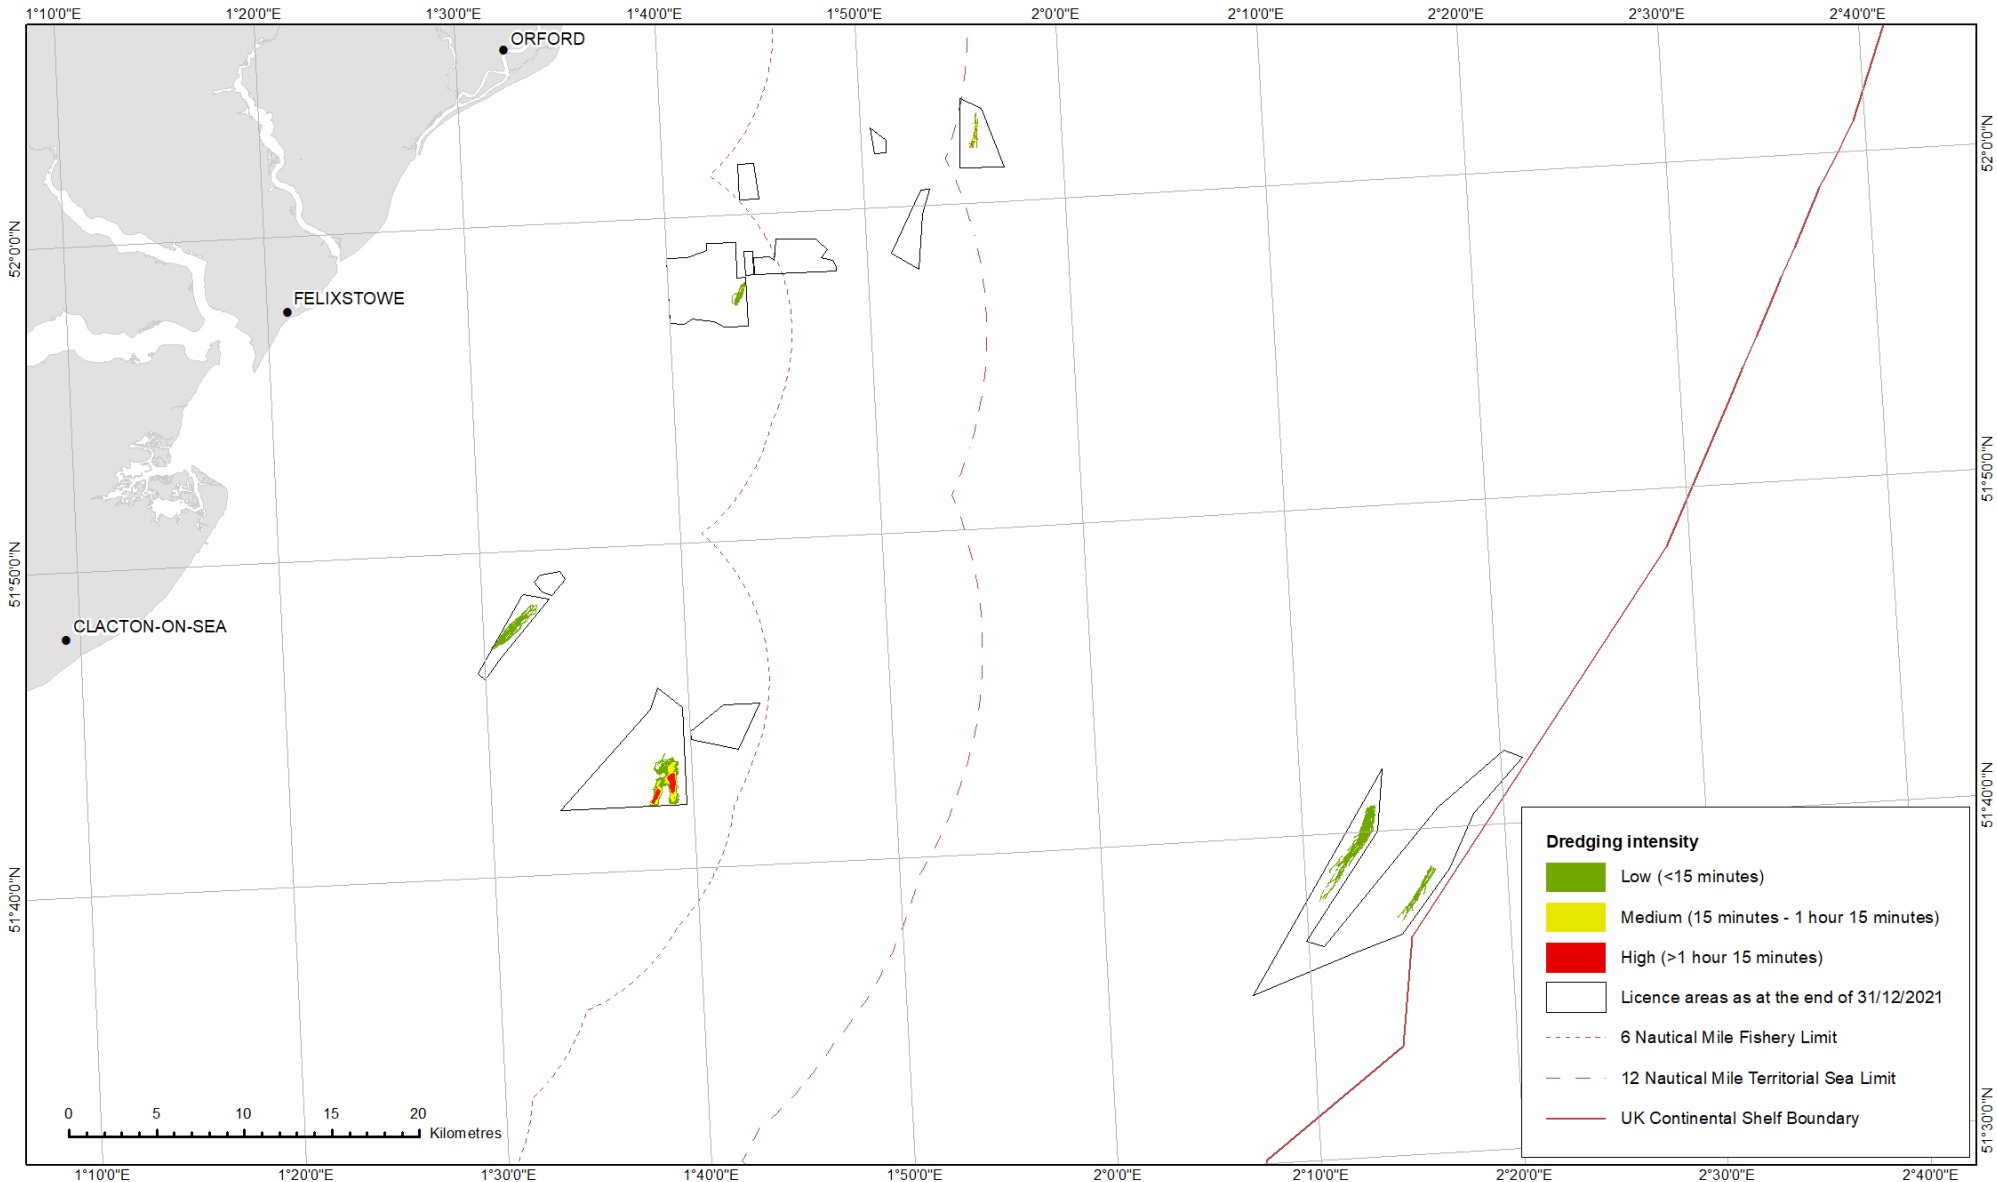 1°10'0"E 1°20'0"E 1°30'0"E 1°40'0"E 1°50'0"E 2°0'0"E 2°10'0"E 2°20'0"E 2°30'0"E 2°40'0"E
ORFORD
52°0'0"N
52°0'0"N
FELIXSTOWE
51°50'0"N
51°50'0"N
CLACTON-ON-SEA
51°40'0"N
51°40'0"N
Dredging intensity
Low (<15 minutes)
Medium (15 minutes - 1 hour 15 minutes)
High (>1 hour 15 minutes)
Licence areas as at the end of 31/12/2021
6 Nautical Mile Fishery Limit
12 Nautical Mile Territorial Sea Limit
UK Continental Shelf Boundary
51°30'0"N
0 5 10 15 20
Kilometres
1°10'0"E 1°20'0"E 1°30'0"E 1°40'0"E 1°50'0"E 2°0'0"E 2°10'0"E 2°20'0"E 2°30'0"E 2°40'0"E